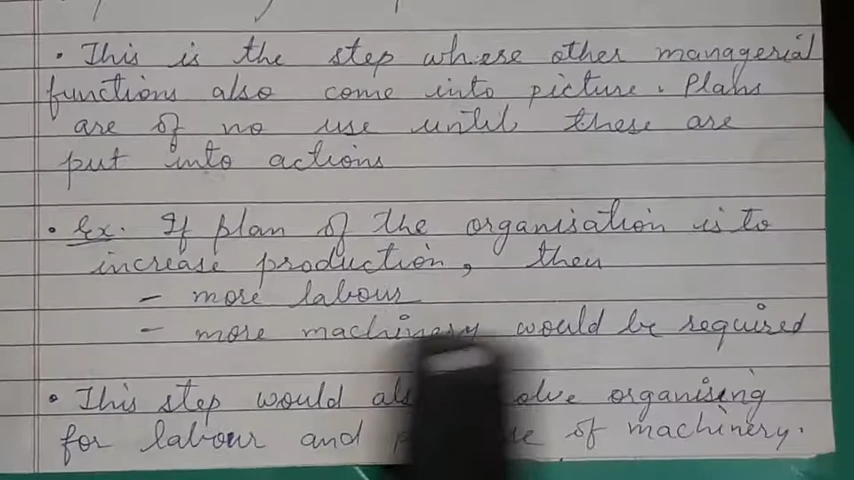 • This is the step where other managerial
functions also come into picture. Plans
are of no use until these are
put into actions
• Ex. If plan of the organisation is to
increase production, then
– more labour
– more machinery would be required
• This step would organising
for labour and of machinery.